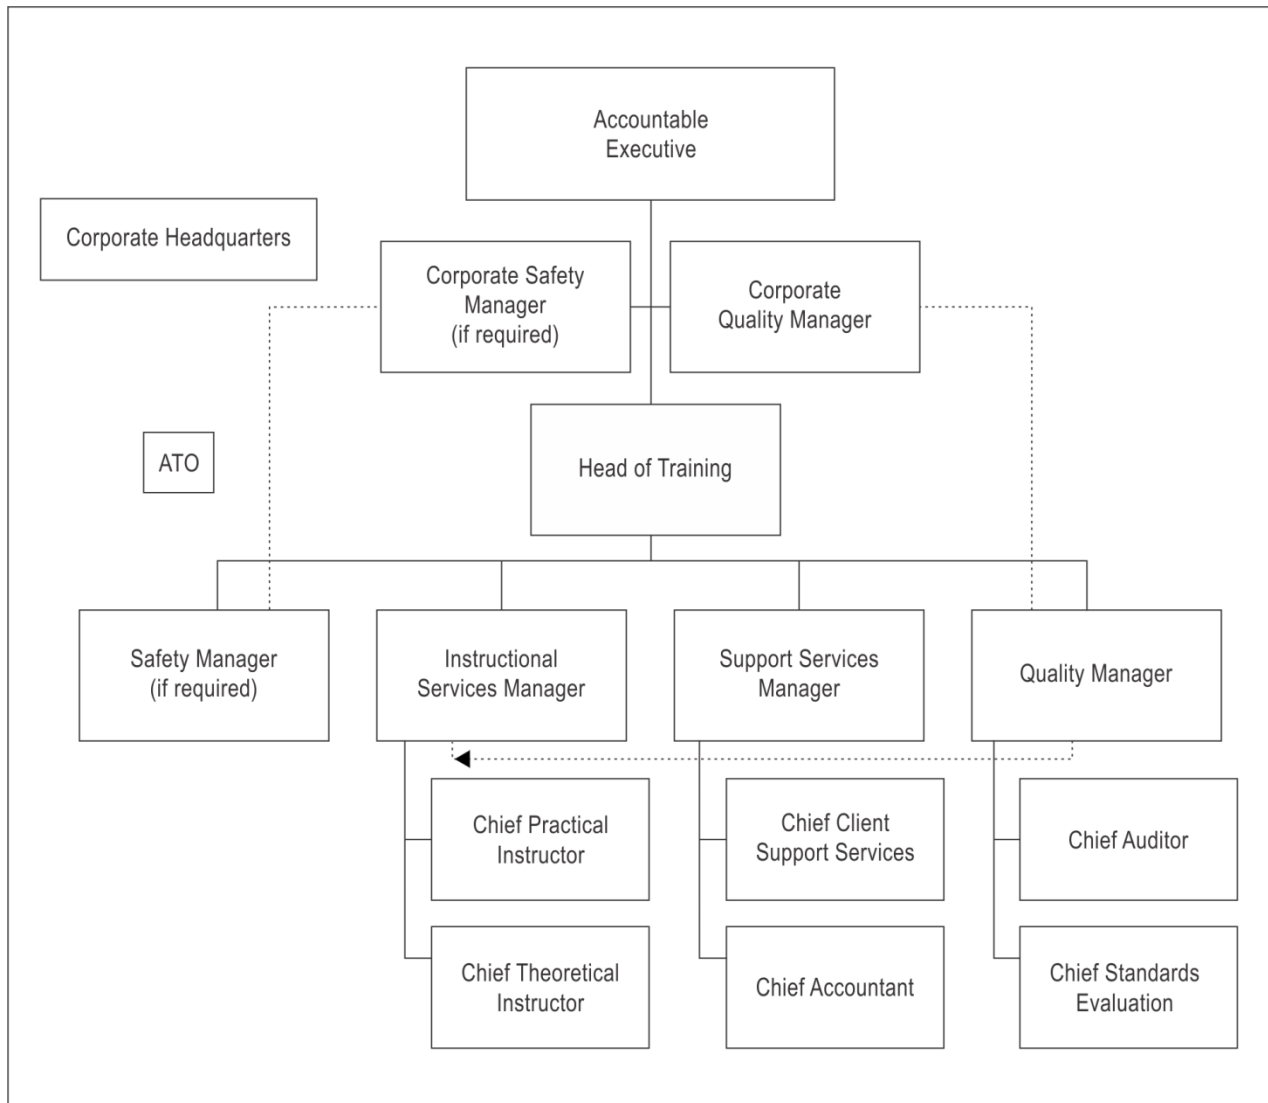 Accountable
Executive
Corporate Headquarters
Corporate Safety
Manager
(if required)
Corporate
Quality Manager
ATO
Head of Training
Safety Manager
(if required)
Instructional
Services Manager
Support Services
Manager
Quality Manager
Chief Practical
Instructor
Chief Client
Support Services
Chief Auditor
Chief Theoretical
Instructor
Chief Accountant
Chief Standards
Evaluation